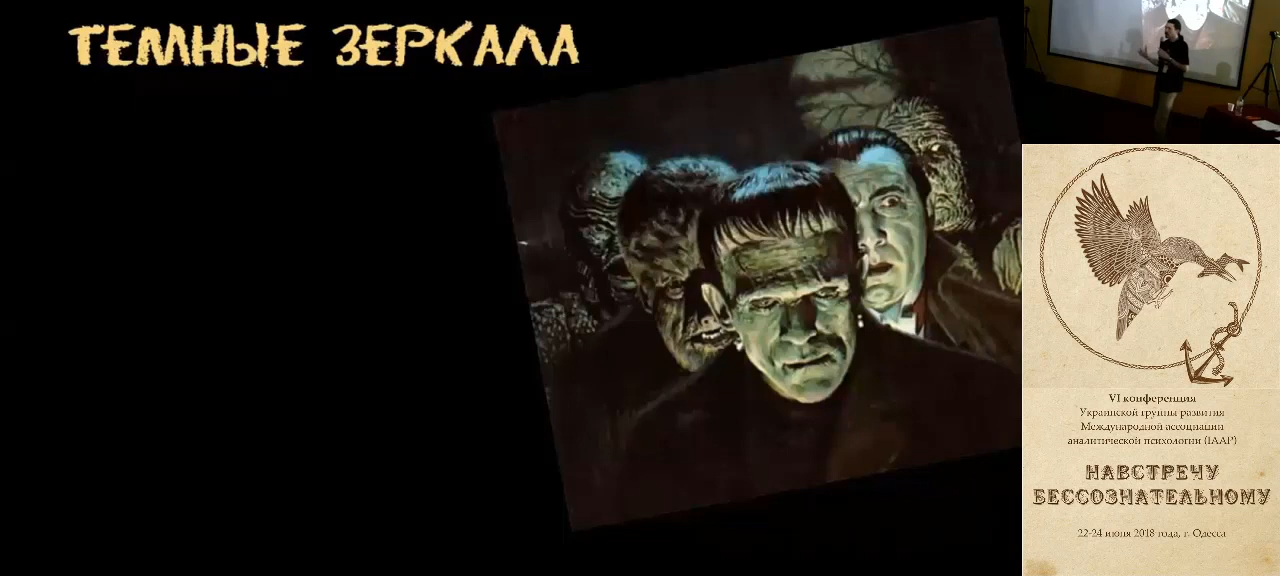 ТЕМНЫЕ ЗЕРКАЛА
VI конференция
Украинской группы развития
Международной ассоциации
аналитической психологии (IAAP)
НАВСТРЕЧУ
БЕССОЗНАТЕЛЬНОМУ
22-24 июня 2018 года, г. Одесса